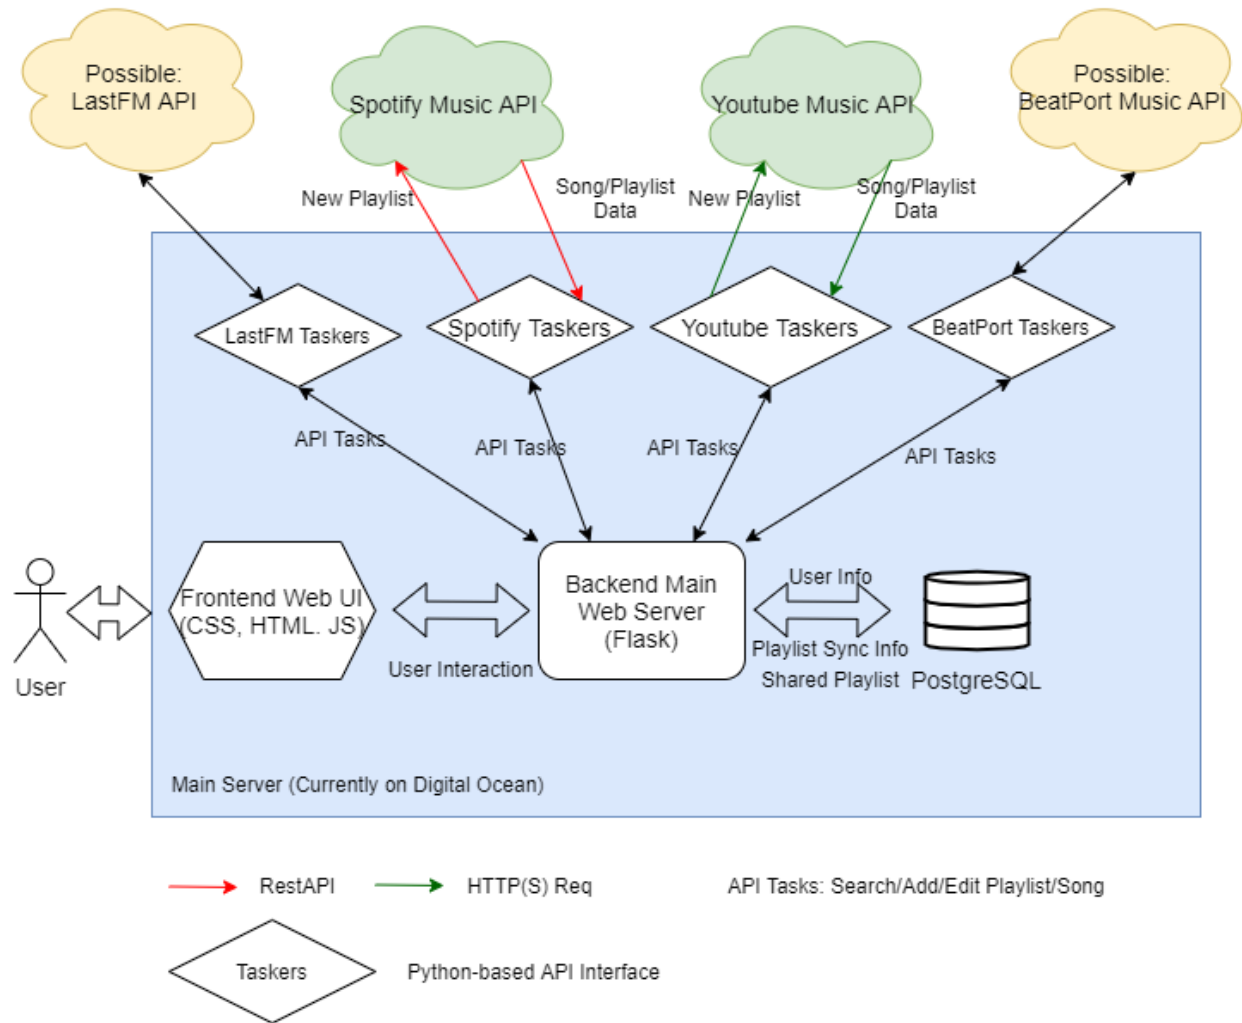 Possible:
LastFM API
Spotify Music API
Youtube Music API
Possible:
BeatPort Music API
New Playlist
Song/Playlist
Data
New Playlist
Song/Playlist
Data
LastFM Taskers
Spotify Taskers
Youtube Taskers
BeatPort Taskers
API Tasks
API Tasks
API Tasks
API Tasks
User
Frontend Web UI
(CSS, HTML. JS)
User Interaction
Backend Main
Web Server
(Flask)
User Info
Playlist Sync Info
Shared Playlist
PostgreSQL
Main Server (Currently on Digital Ocean)
RestAPI
HTTP(S) Req
API Tasks: Search/Add/Edit Playlist/Song
Taskers
Python-based API Interface